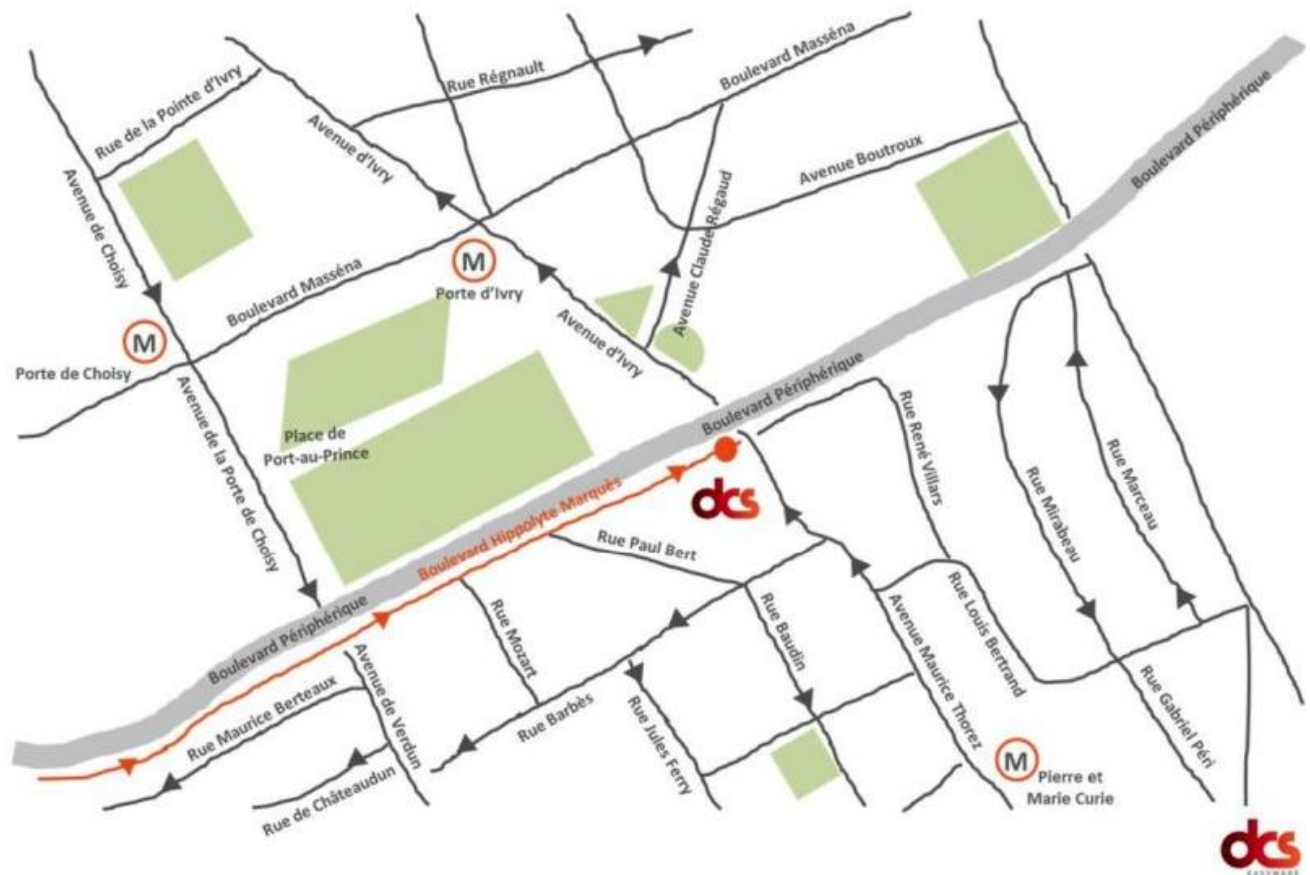 Rue Régnault
Boulevard Masséna
Boulevard Périphérique
Rue de la Pointe d'Ivry
Avenue d'Ivry
Avenue Boutroux
Avenue de Choisy
Avenue Claude Régaud
Boulevard Masséna
M
Porte d'Ivry
M
Porte de Choisy
Avenue d'Ivry
Boulevard Périphérique
Avenue de la Porte de Choisy
Place de
Port-au-Prince
Rue René Villars
dcs
Boulevard Hippolyte Marquès
Rue Mirabeau
Rue Marceau
Rue Paul Bert
Boulevard Périphérique
Rue Mozart
Rue Baudin
Avenue Maurice Thorez
Rue Louis Bertrand
Rue Maurice Berteaux
Avenue de Verdun
Rue Barbès
Rue Jules Ferry
Rue Gabriel Péri
Rue de Châteaudun
M
Pierre et
Marie Curie
dcs
EASYWARE